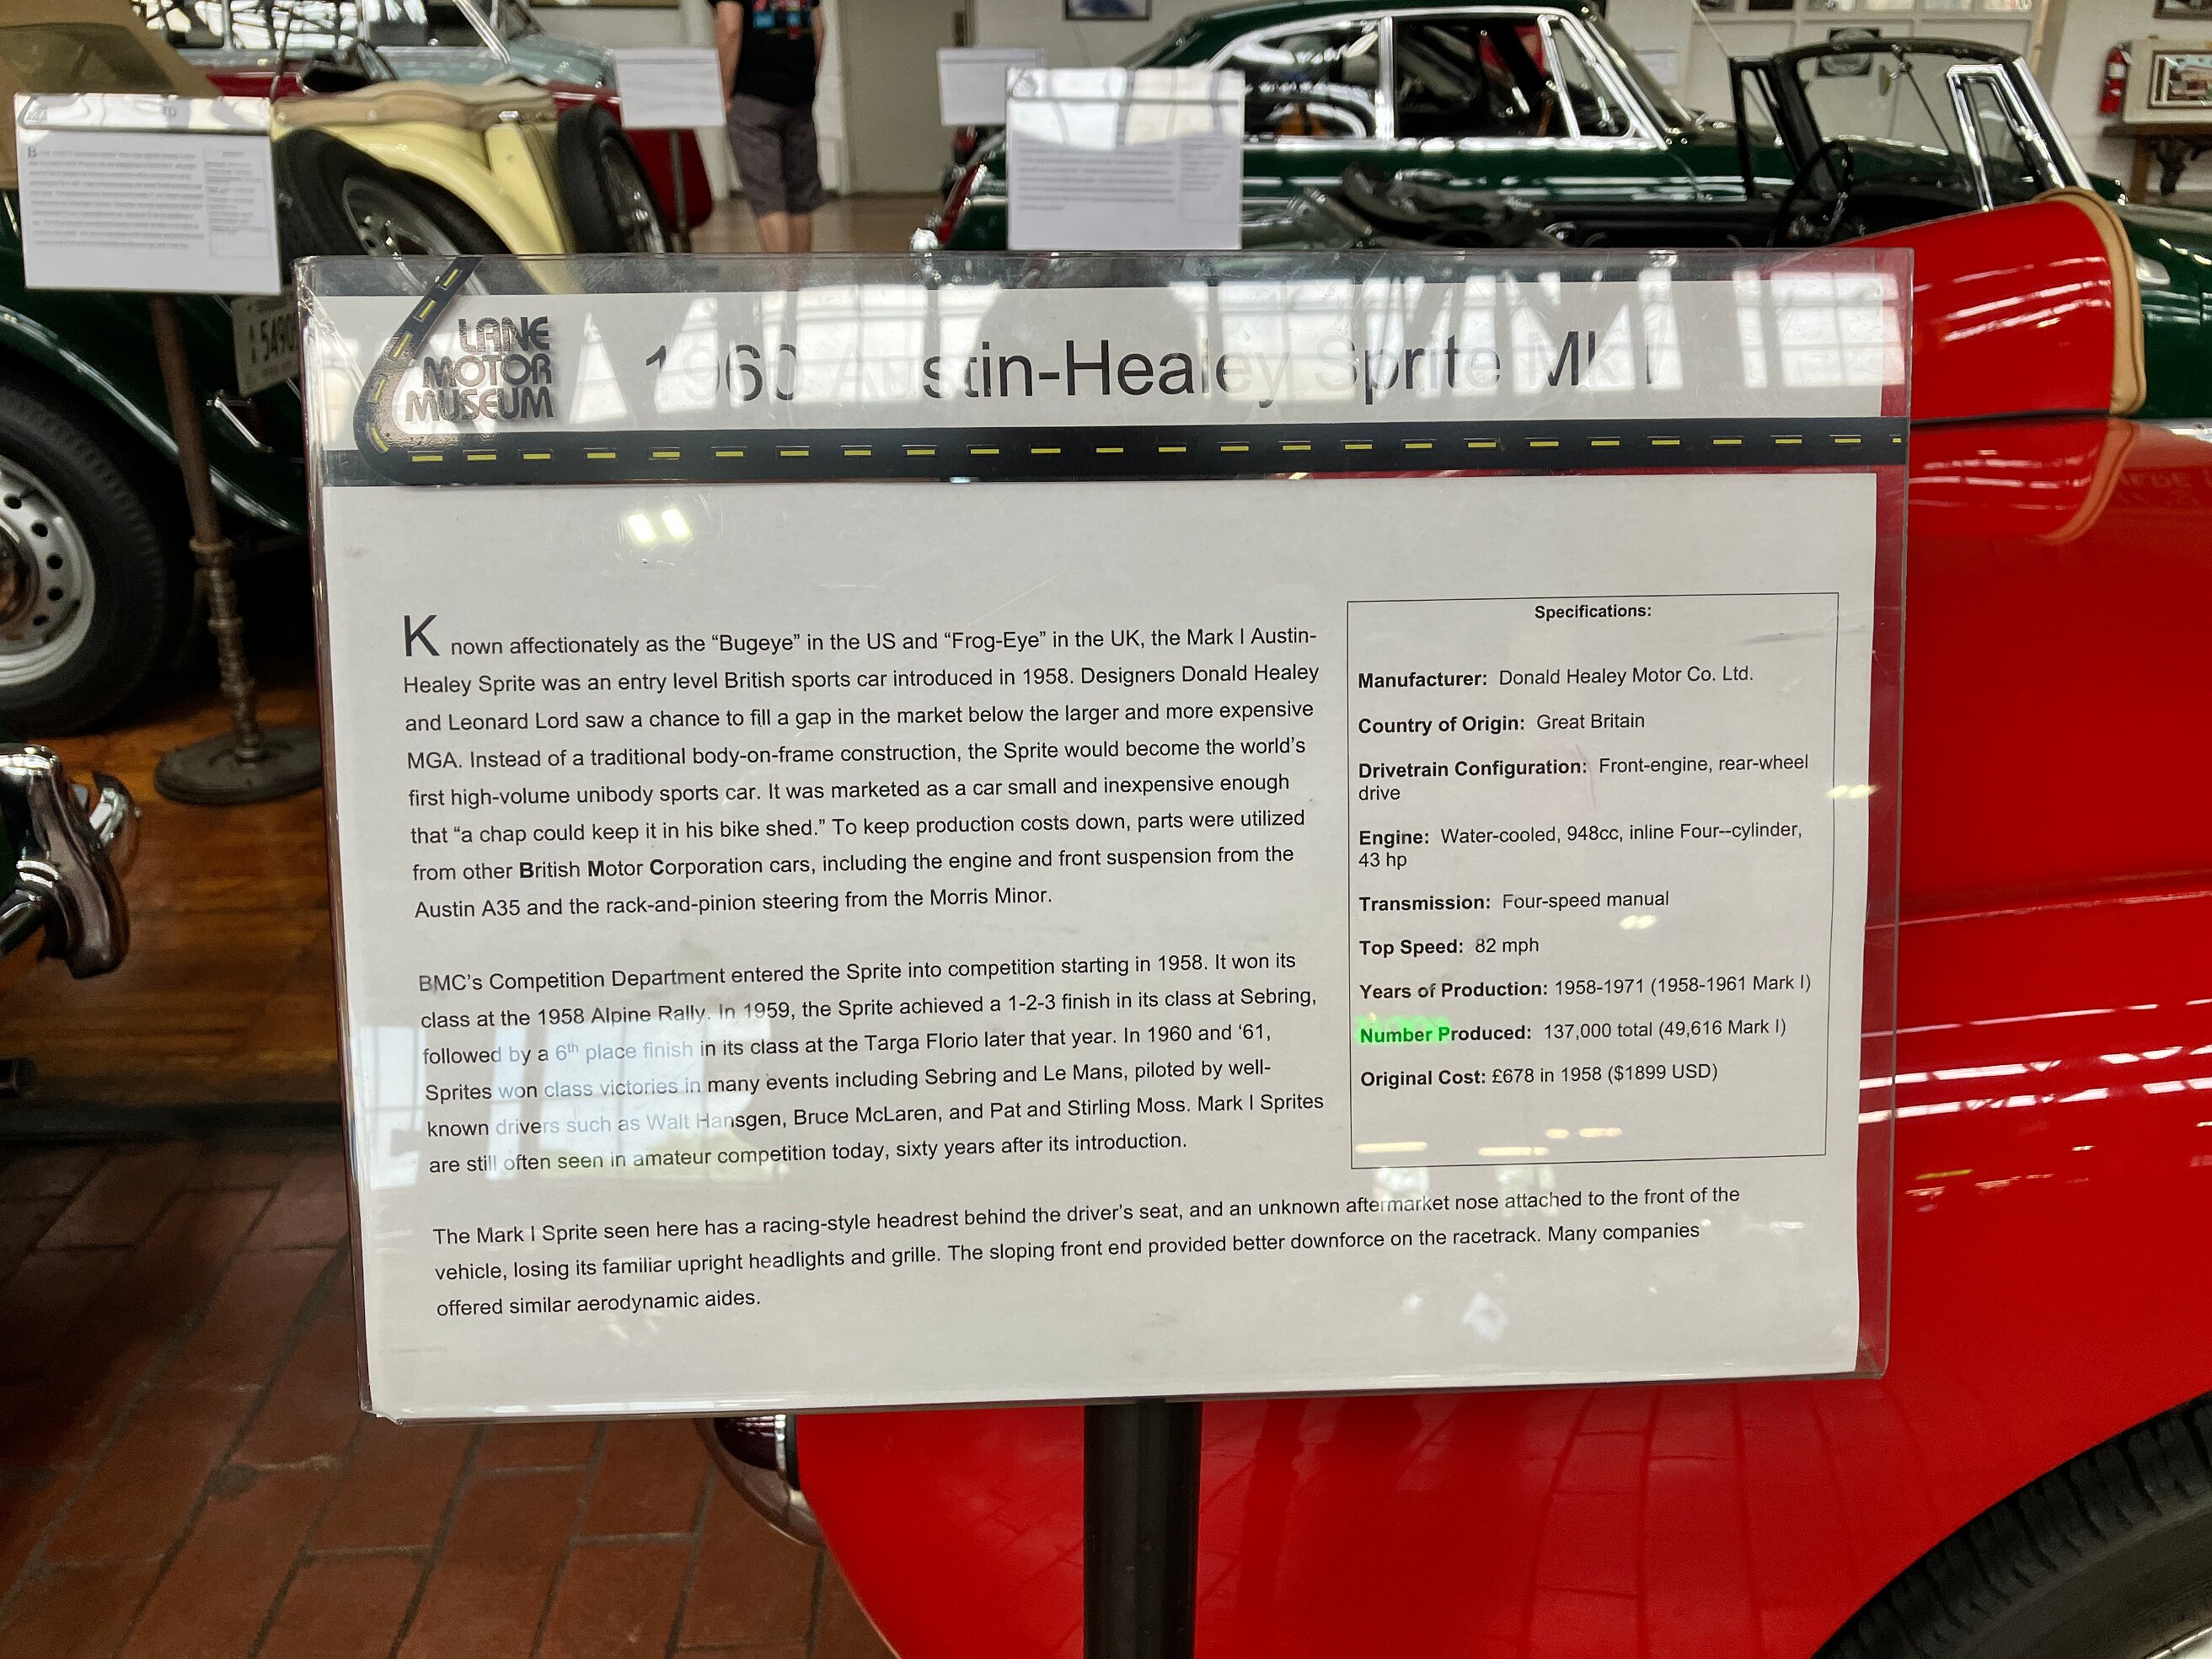 LANE
MOTOR
MUSEUM
1960 Austin-Healey Sprite Mk I
Known affectionately as the “Bugeye” in the US and “Frog-Eye” in the UK, the Mark I Austin-
Healey Sprite was an entry level British sports car introduced in 1958. Designers Donald Healey
and Leonard Lord saw a chance to fill a gap in the market below the larger and more expensive
MGA. Instead of a traditional body-on-frame construction, the Sprite would become the world’s
first high-volume unibody sports car. It was marketed as a car small and inexpensive enough
that “a chap could keep it in his bike shed.” To keep production costs down, parts were utilized
from other British Motor Corporation cars, including the engine and front suspension from the
Austin A35 and the rack-and-pinion steering from the Morris Minor.
BMC’s Competition Department entered the Sprite into competition starting in 1958. It won its
class at the 1958 Alpine Rally. In 1959, the Sprite achieved a 1-2-3 finish in its class at Sebring,
followed by a 6th place finish in its class at the Targa Florio later that year. In 1960 and ‘61,
Sprites won class victories in many events including Sebring and Le Mans, piloted by well-
known drivers such as Walt Hansgen, Bruce McLaren, and Pat and Stirling Moss. Mark I Sprites
are still often seen in amateur competition today, sixty years after its introduction.
The Mark I Sprite seen here has a racing-style headrest behind the driver’s seat, and an unknown aftermarket nose attached to the front of the
vehicle, losing its familiar upright headlights and grille. The sloping front end provided better downforce on the racetrack. Many companies
offered similar aerodynamic aides.
Specifications:
Manufacturer: Donald Healey Motor Co. Ltd.
Country of Origin: Great Britain
Drivetrain Configuration: Front-engine, rear-wheel
drive
Engine: Water-cooled, 948cc, inline Four--cylinder,
43 hp
Transmission: Four-speed manual
Top Speed: 82 mph
Years of Production: 1958-1971 (1958-1961 Mark I)
Number Produced: 137,000 total (49,616 Mark I)
Original Cost: £678 in 1958 ($1899 USD)